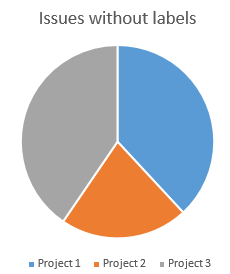 Issues without labels
Project 1 Project 2 Project 3